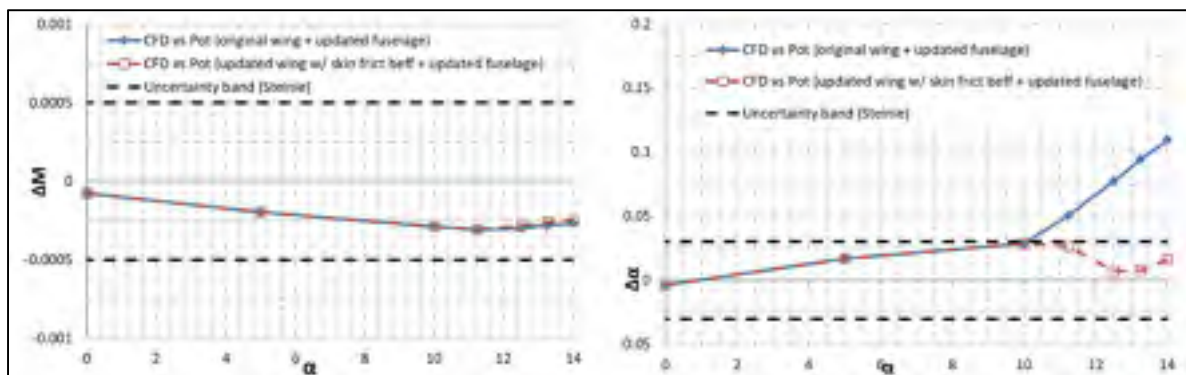 0.001
CFD vs Pot (original wing + updated fuselage)
CFD vs Pot (updated wing w/ skin frict beff + updated fuselage)
Uncertainty band [Steinle]
0.0005
0
-0.0005
-0.001
ΔM
0 2 4 6 8 10 12 14
α
0.2
CFD vs Pot (original wing + updated fuselage)
0.15
CFD vs Pot (updated wing w/ skin frict beff + updated fuselage)
Uncertainty band [Steinle]
0.1
0.05
0
-0.05
Δα
0 2 4 6 8 10 12 14
α